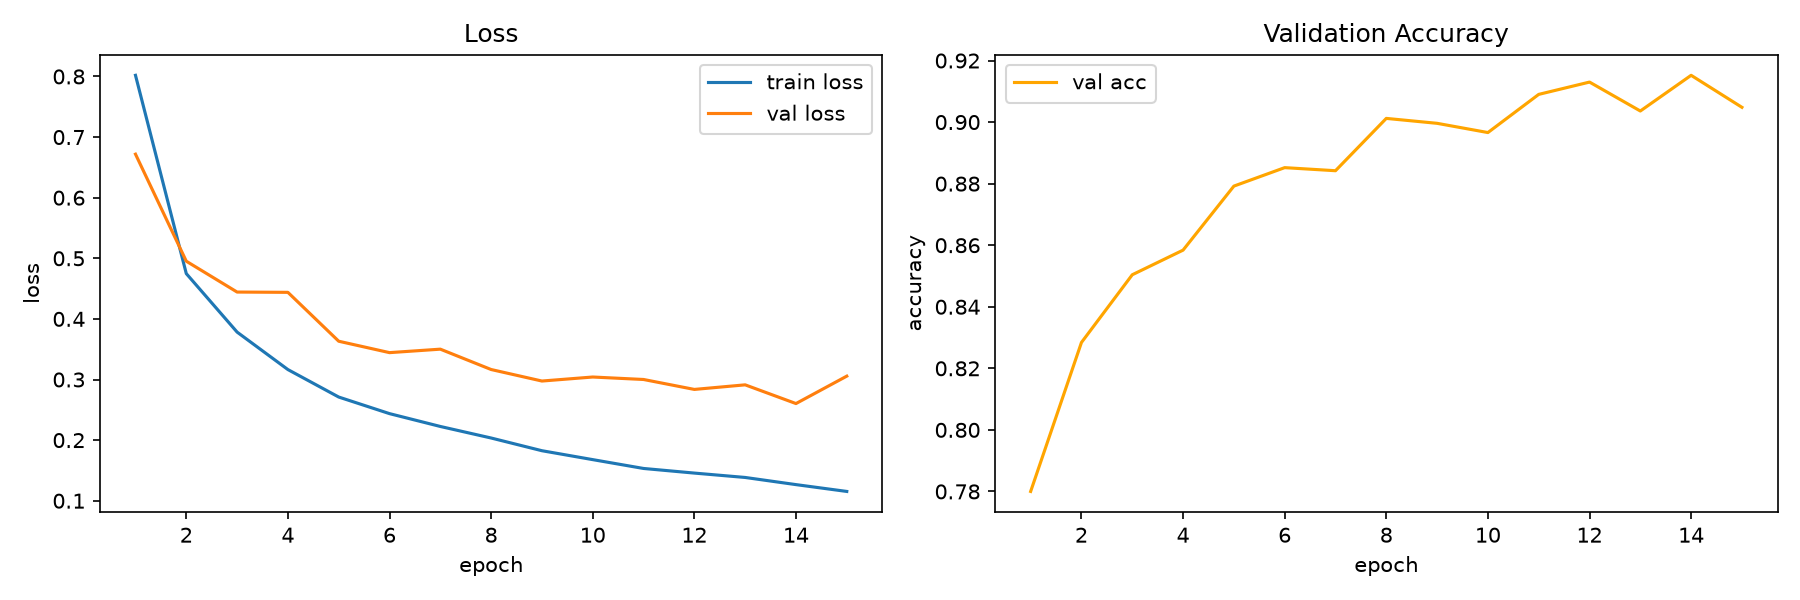 Loss
train loss
val loss
0.8
0.7
0.6
0.5
0.4
0.3
0.2
0.1
loss
2 4 6 8 10 12 14
epoch
Validation Accuracy
val acc
0.92
0.90
0.88
0.86
0.84
0.82
0.80
0.78
accuracy
2 4 6 8 10 12 14
epoch